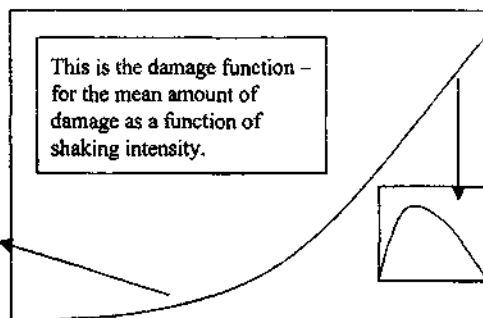 This is the damage function –
for the mean amount of
damage as a function of
shaking intensity.